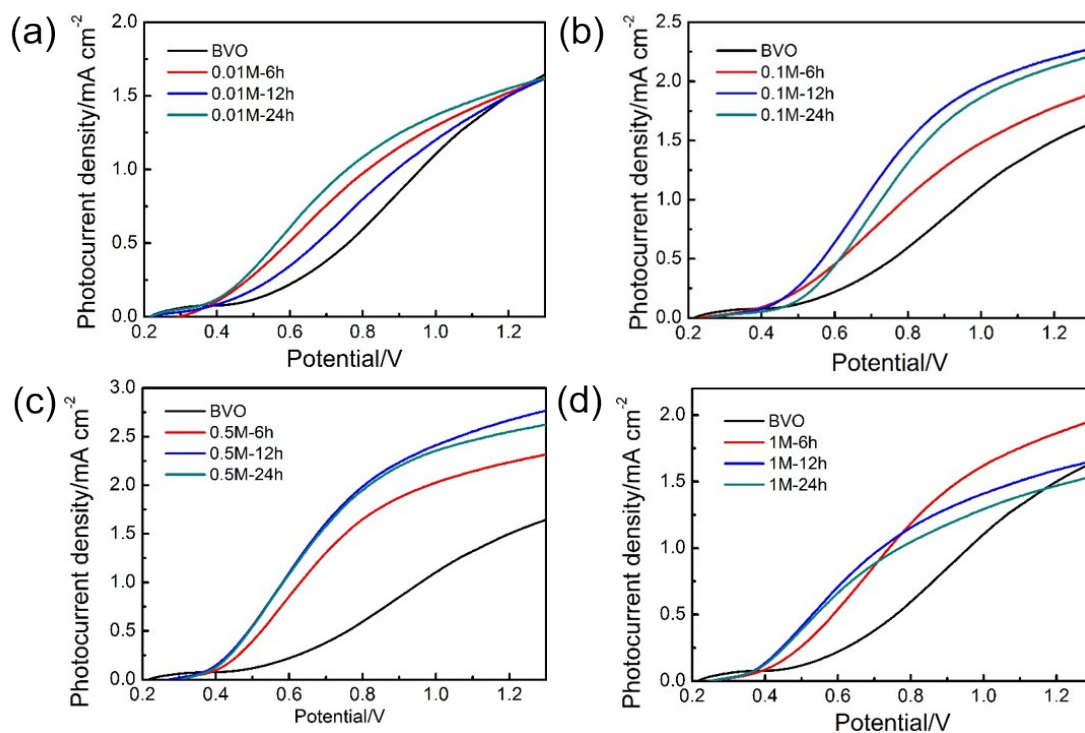 (a)
Photocurrent density/mA cm⁻²
2.0
1.5
1.0
0.5
0.0
BVO
0.01M-6h
0.01M-12h
0.01M-24h
0.2 0.4 0.6 0.8 1.0 1.2
Potential/V
(b)
Photocurrent density/mA cm⁻²
2.5
2.0
1.5
1.0
0.5
0.0
BVO
0.1M-6h
0.1M-12h
0.1M-24h
0.2 0.4 0.6 0.8 1.0 1.2
Potential/V
(c)
Photocurrent density/mA cm⁻²
3.0
2.5
2.0
1.5
1.0
0.5
0.0
BVO
0.5M-6h
0.5M-12h
0.5M-24h
0.2 0.4 0.6 0.8 1.0 1.2
Potential/V
(d)
Photocurrent density/mA cm⁻²
2.0
1.5
1.0
0.5
0.0
BVO
1M-6h
1M-12h
1M-24h
0.2 0.4 0.6 0.8 1.0 1.2
Potential/V